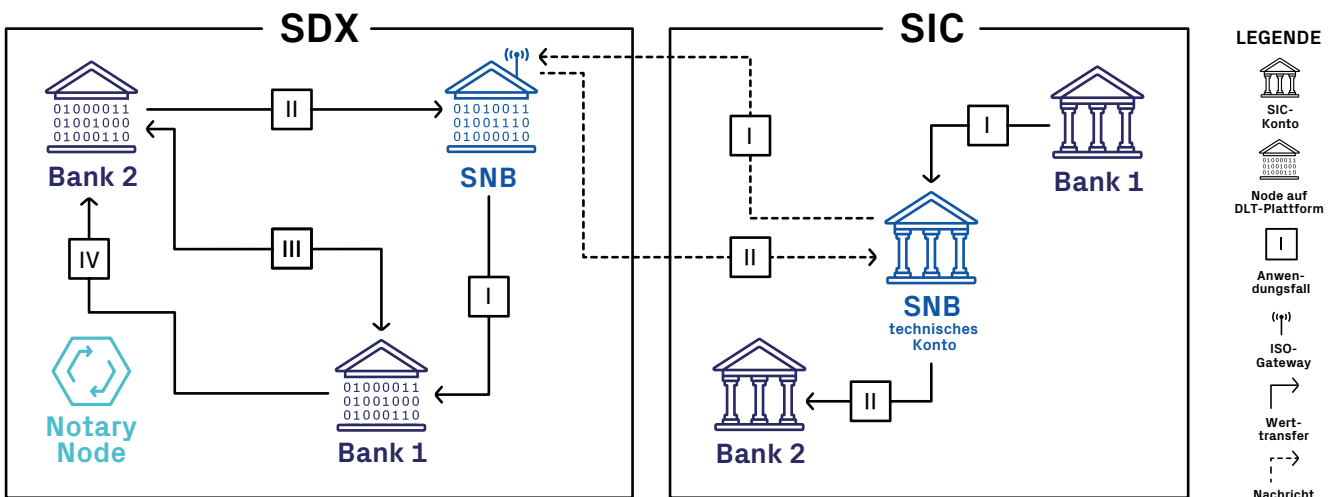 SDX
SIC
LEGENDE
01000011
01001000
01000110
Bank 2
II
01010011
01001110
01000010
SNB
I
I
Bank 1
SIC-
Konto
01000011
01001000
01000110
Node auf
DLT-Plattform
IV
III
II
I
SNB
technisches
Konto
I
Anwen-
dungsfall
ISO-
Gateway
Notary
Node
01000011
01001000
01000110
Bank 1
II
Bank 2
Wert-
transfer
Nachricht